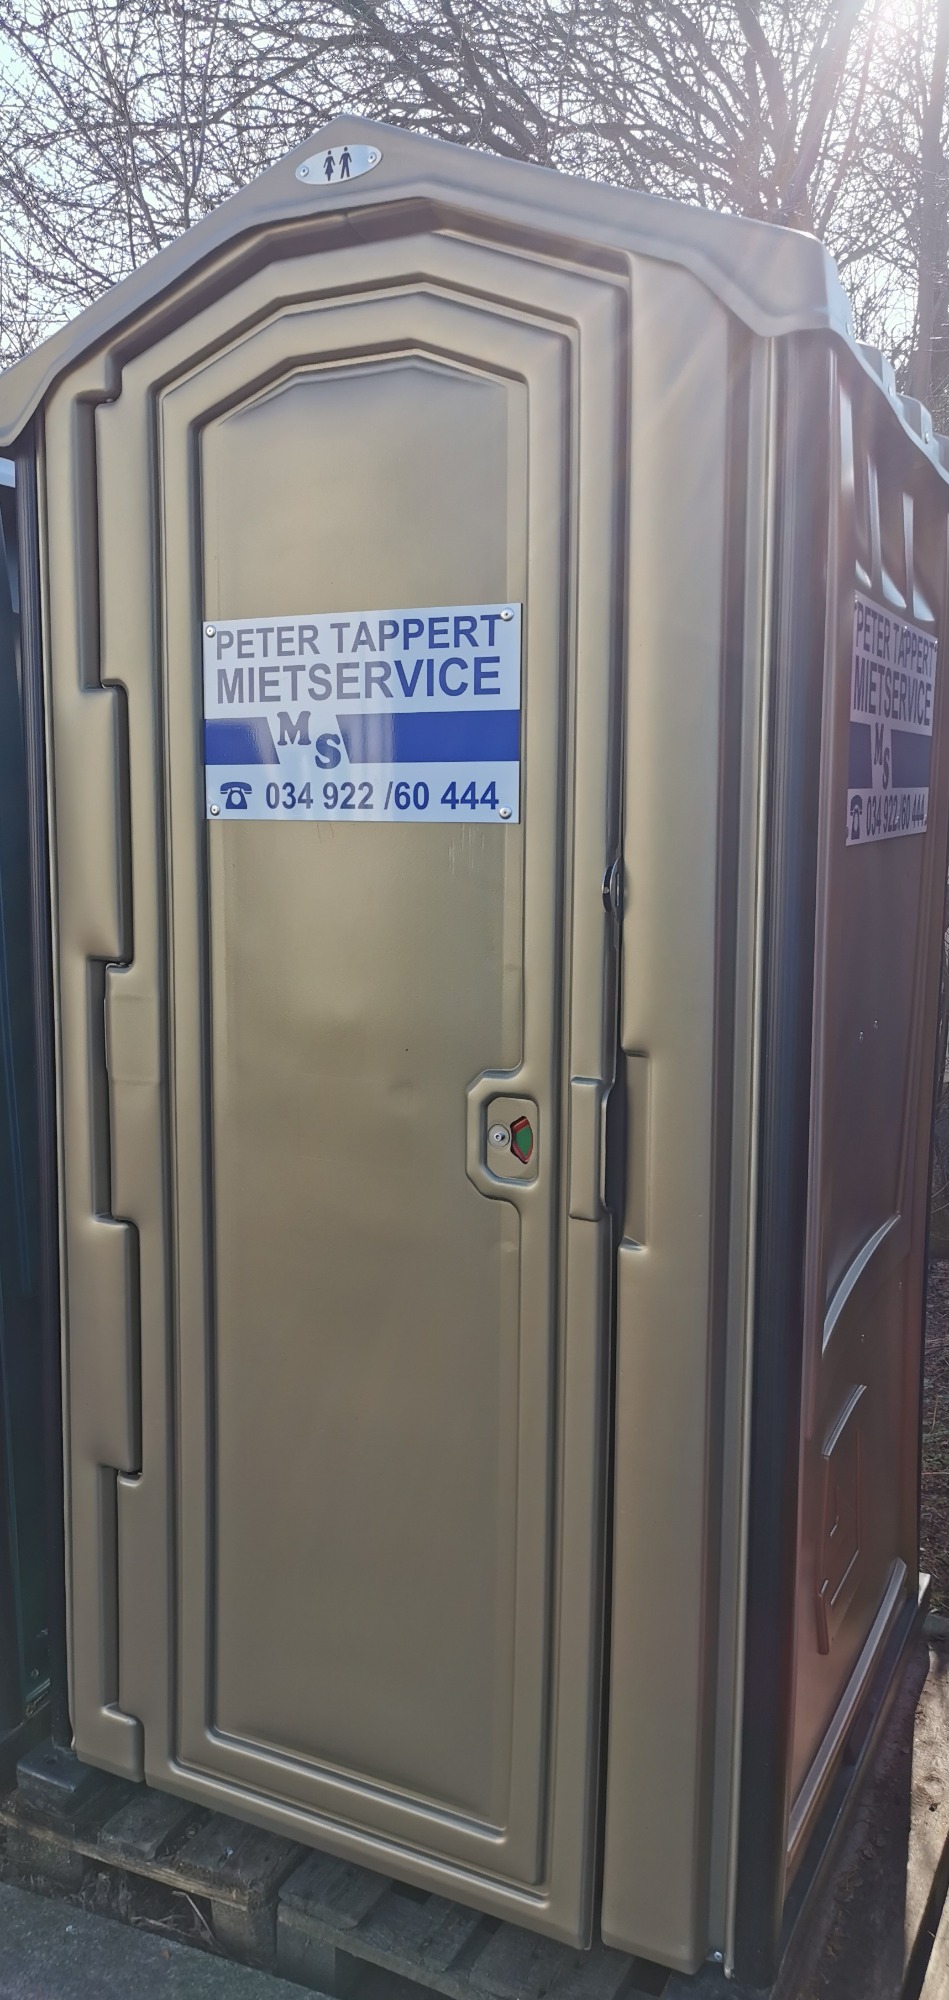 PETER TAPPERT
MIETSERVICE
MS
034 922 /60 444
PETER TAPPERT
MIETSERVICE
MS
034 922 /60 444